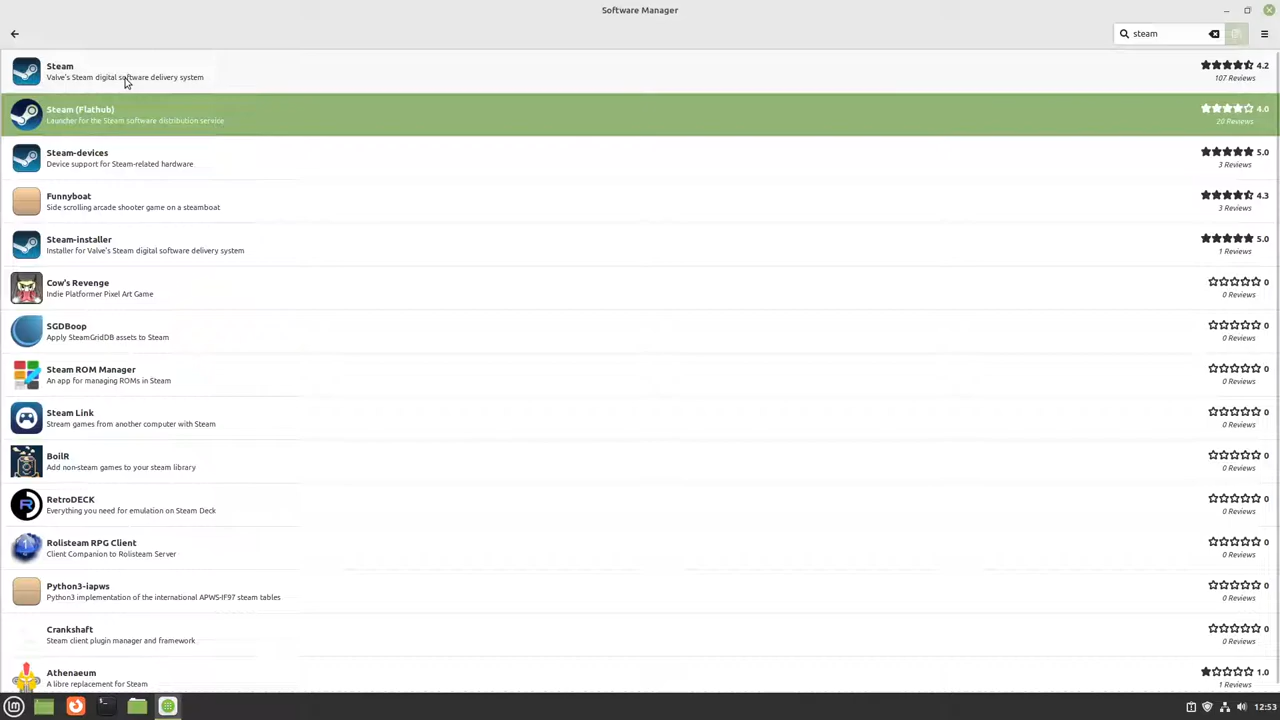 Software Manager
steam
Steam
Valve's Steam digital software delivery system
4.2
107 Reviews
Steam (Flathub)
Launcher for the Steam software distribution service
4.0
20 Reviews
Steam-devices
Device support for Steam-related hardware
5.0
3 Reviews
Funnyboat
Side scrolling arcade shooter game on a steamboat
4.3
3 Reviews
Steam-installer
Installer for Valve's Steam digital software delivery system
5.0
1 Reviews
Cow's Revenge
Indie Platformer Pixel Art Game
0
0 Reviews
SGDBoop
Apply SteamGridDB assets to Steam
0
0 Reviews
Steam ROM Manager
An app for managing ROMs in Steam
0
0 Reviews
Steam Link
Stream games from another computer with Steam
0
0 Reviews
BoilR
Add non-steam games to your steam library
0
0 Reviews
RetroDECK
Everything you need for emulation on Steam Deck
0
0 Reviews
Rolisteam RPG Client
Client Companion to Rolisteam Server
0
0 Reviews
Python3-iapws
Python3 implementation of the international APWS-IF97 steam tables
0
0 Reviews
Crankshaft
Steam client plugin manager and framework
0
0 Reviews
Athenaeum
A libre replacement for Steam
1.0
1 Reviews
12:53